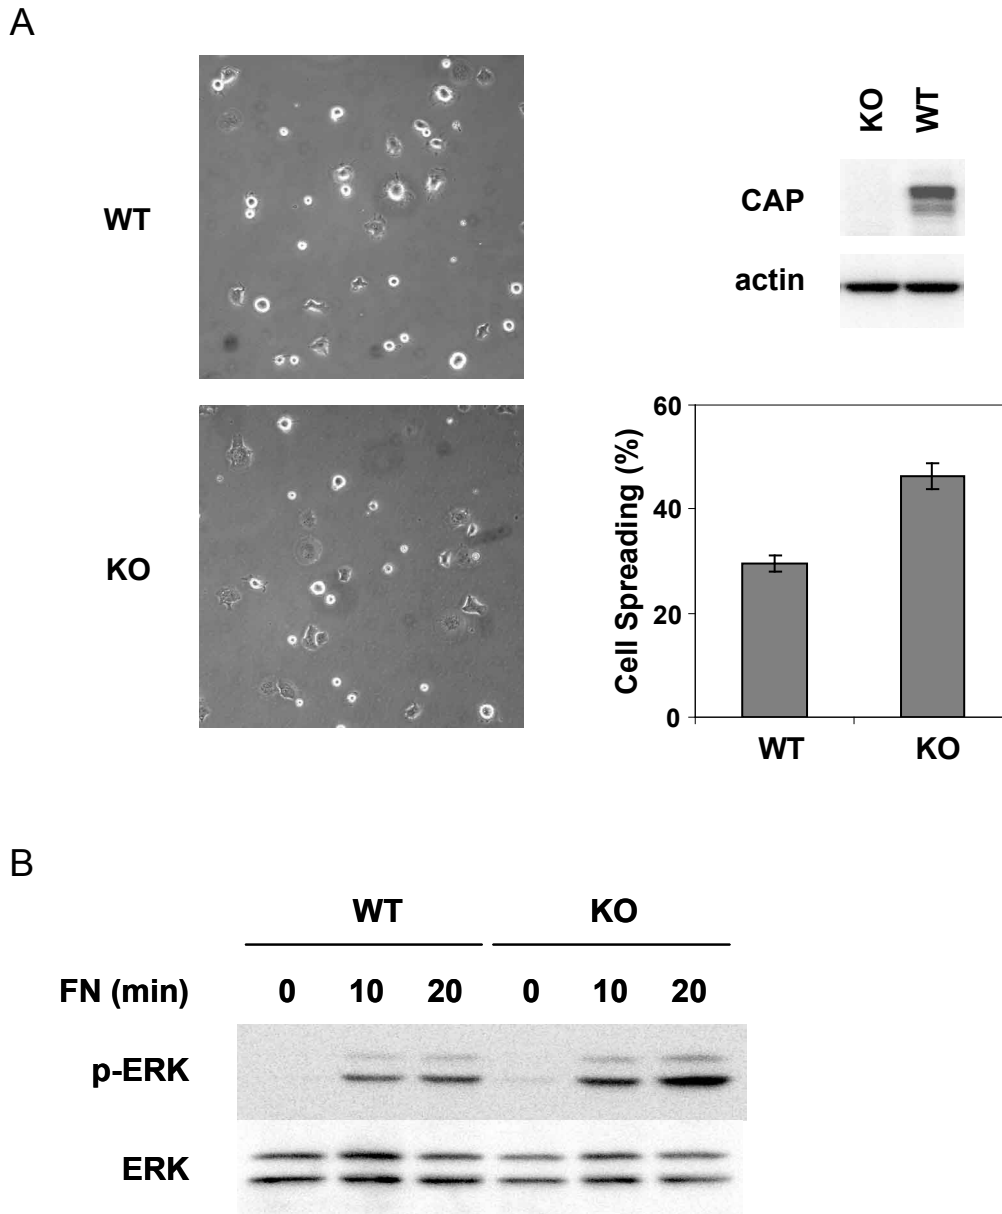 A
WT
KO
KO WT
CAP
actin
Cell Spreading (%)
60
40
20
0
WT KO
B
WT KO
FN (min) 0 10 20 0 10 20
p-ERK
ERK